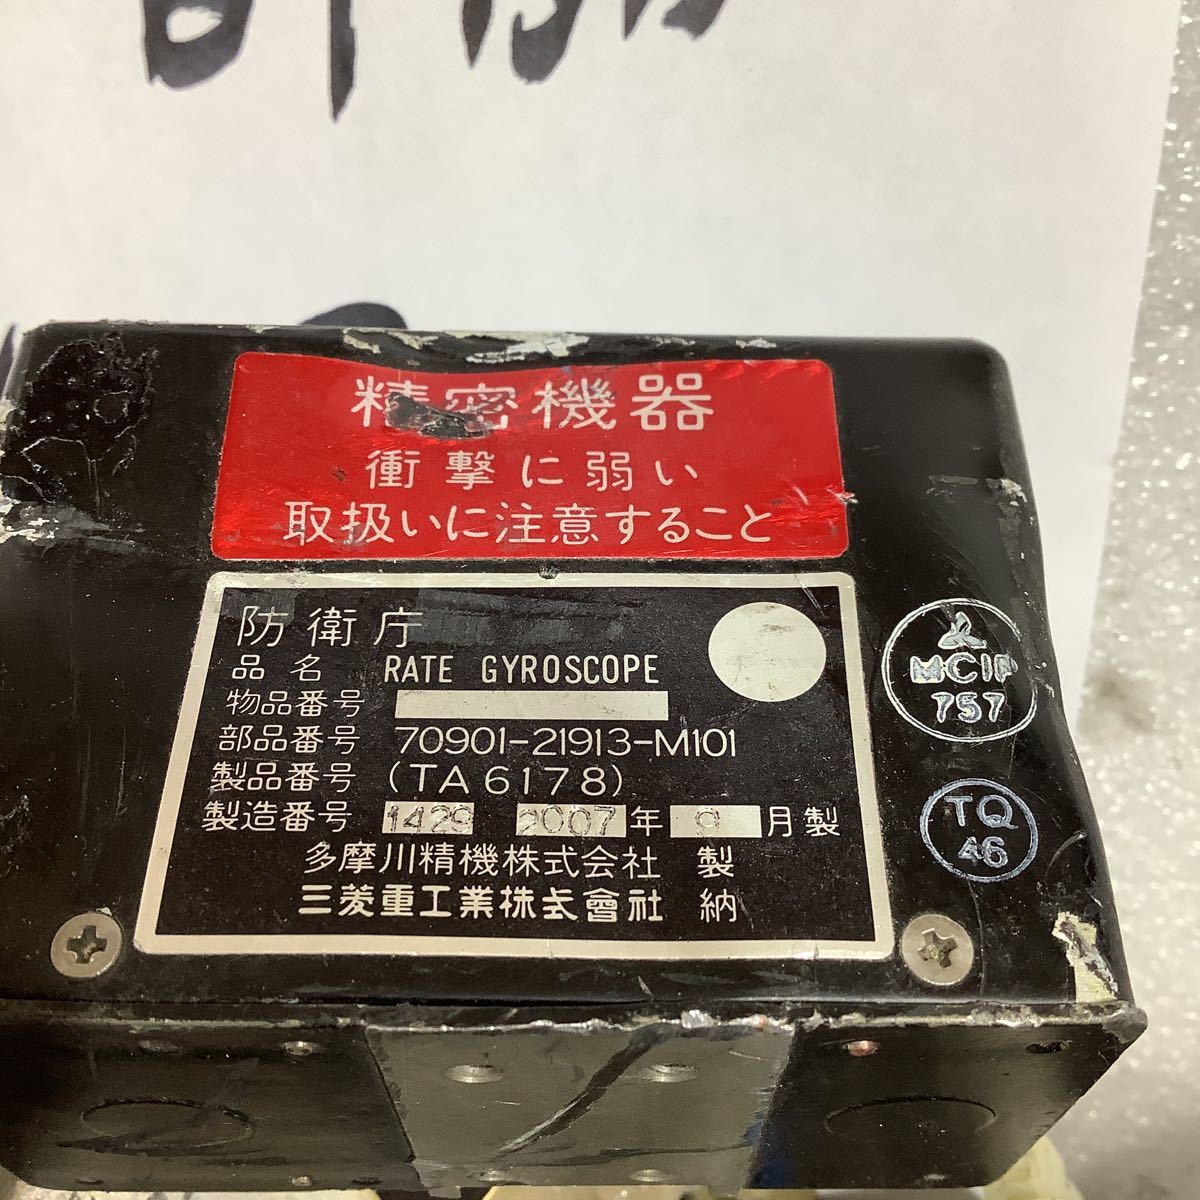 精密機器
衝撃に弱い
取扱いに注意すること
防衛庁
品名 RATE GYROSCOPE
物品番号
部品番号 70901-21913-M101
製品番号 (TA6178)
製造番号 1429 2007年 9 月製
多摩川精機株式会社 製
三菱重工業株式會社 納
MCIP
757
TQ
46